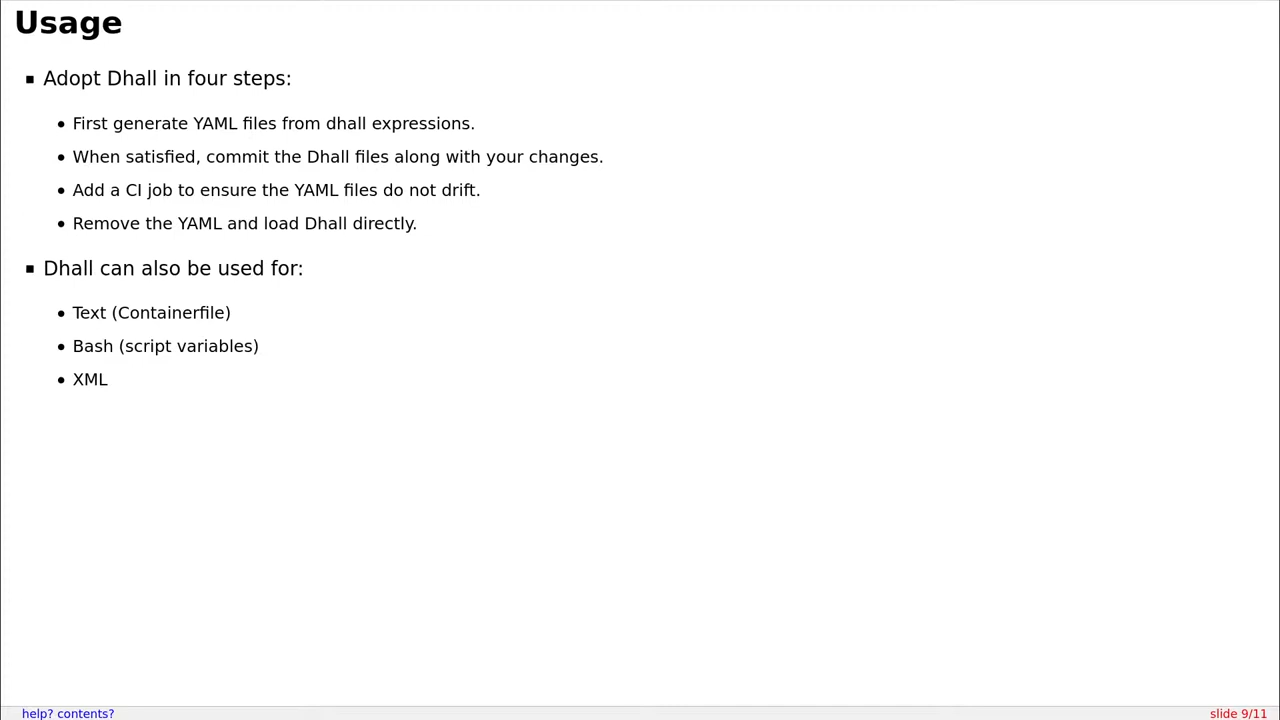 Usage
Adopt Dhall in four steps:
First generate YAML files from dhall expressions.
When satisfied, commit the Dhall files along with your changes.
Add a CI job to ensure the YAML files do not drift.
Remove the YAML and load Dhall directly.
Dhall can also be used for:
Text (Containerfile)
Bash (script variables)
XML
help? contents?
slide 9/11